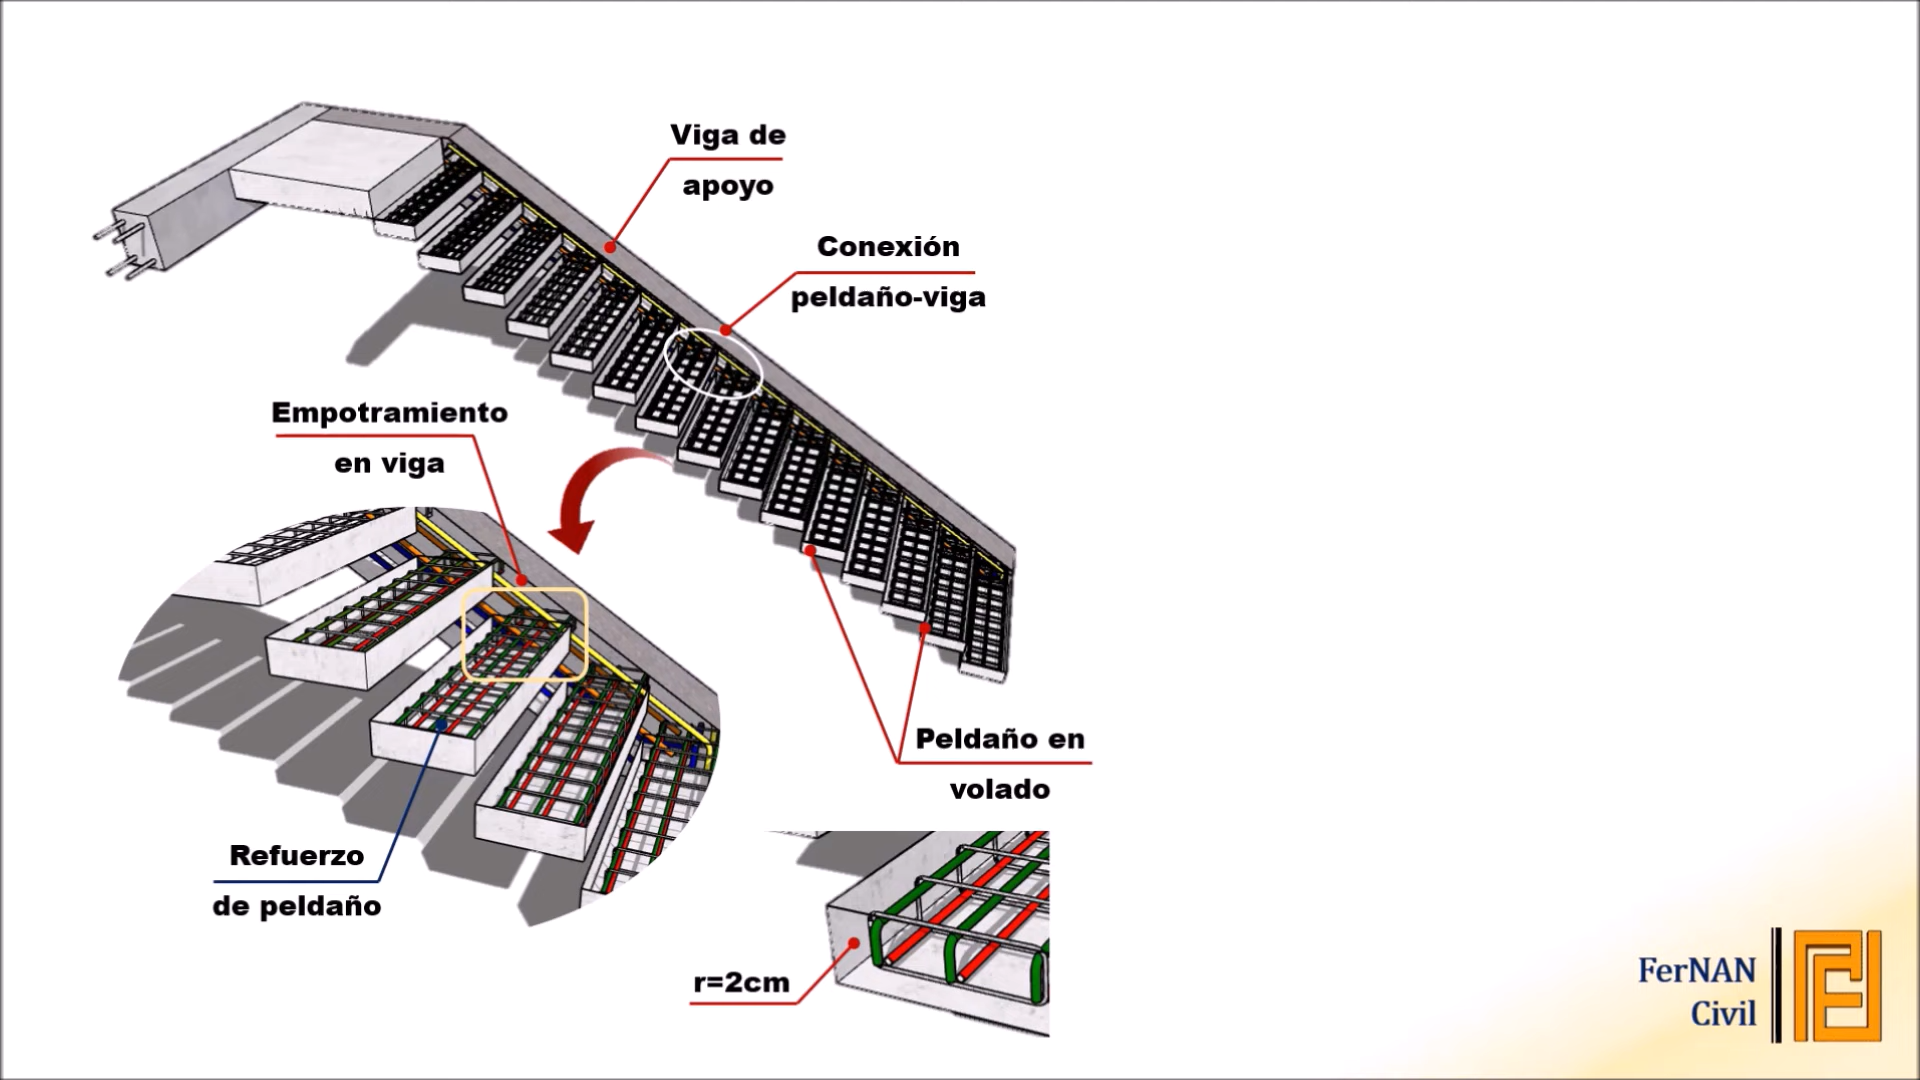 Viga de
apoyo
Conexión
peldaño-viga
Empotramiento
en viga
Peldaño en
volado
Refuerzo
de peldaño
r=2cm
FerNAN
Civil